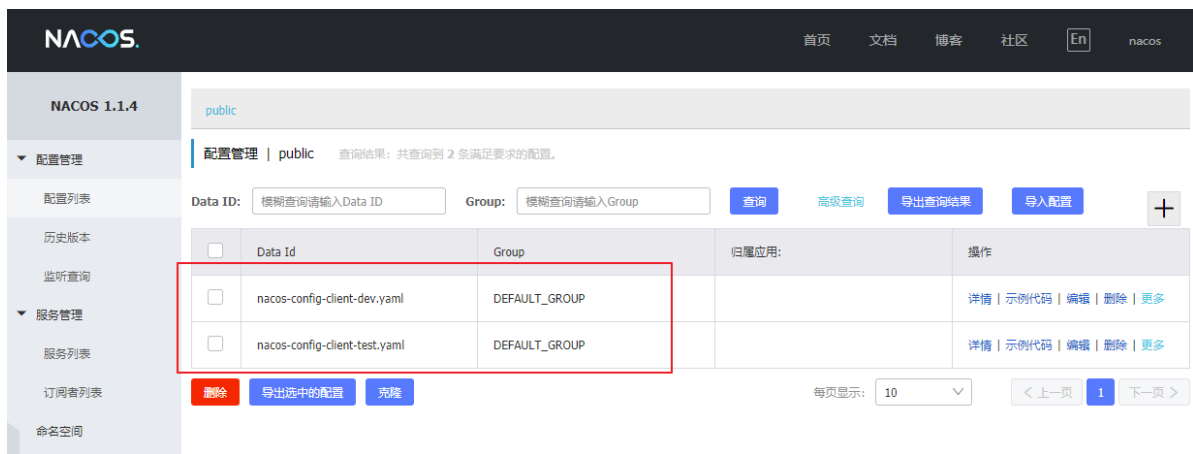 NACOS. 首页 文档 博客 社区 En nacos
NACOS 1.1.4
public
配置管理
配置管理 | public 查询结果：共查询到 2 条满足要求的配置。
配置列表
Data ID: 模糊查询请输入Data ID Group: 模糊查询请输入Group 查询 高级查询 导出查询结果 导入配置 +
历史版本
Data Id Group 归属应用: 操作
监听查询
nacos-config-client-dev.yaml DEFAULT_GROUP 详情 | 示例代码 | 编辑 | 删除 | 更多
服务管理
nacos-config-client-test.yaml DEFAULT_GROUP 详情 | 示例代码 | 编辑 | 删除 | 更多
服务列表
订阅者列表
删除 导出选中的配置 克隆 每页显示: 10 < 上一页 1 下一页 >
命名空间